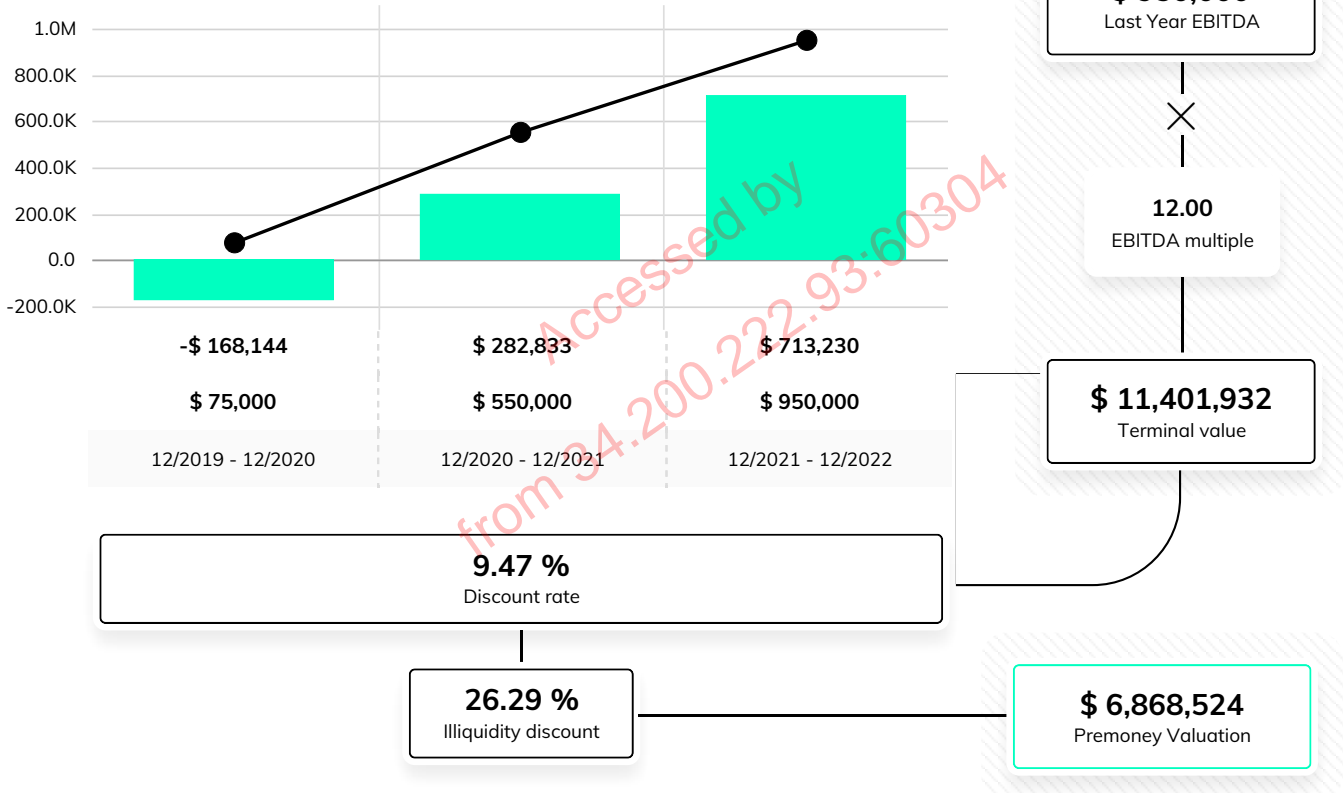 1.0M
800.0K
600.0K
400.0K
200.0K
0.0
-200.0K
-$ 168,144
$ 282,833
$ 713,230
$ 75,000
$ 550,000
$ 950,000
12/2019 - 12/2020
12/2020 - 12/2021
12/2021 - 12/2022
9.47 %
Discount rate
26.29 %
Illiquidity discount
Last Year EBITDA
12.00
EBITDA multiple
$ 11,401,932
Terminal value
$ 6,868,524
Premoney Valuation
Accessed by
from 34.200.222.93:60304